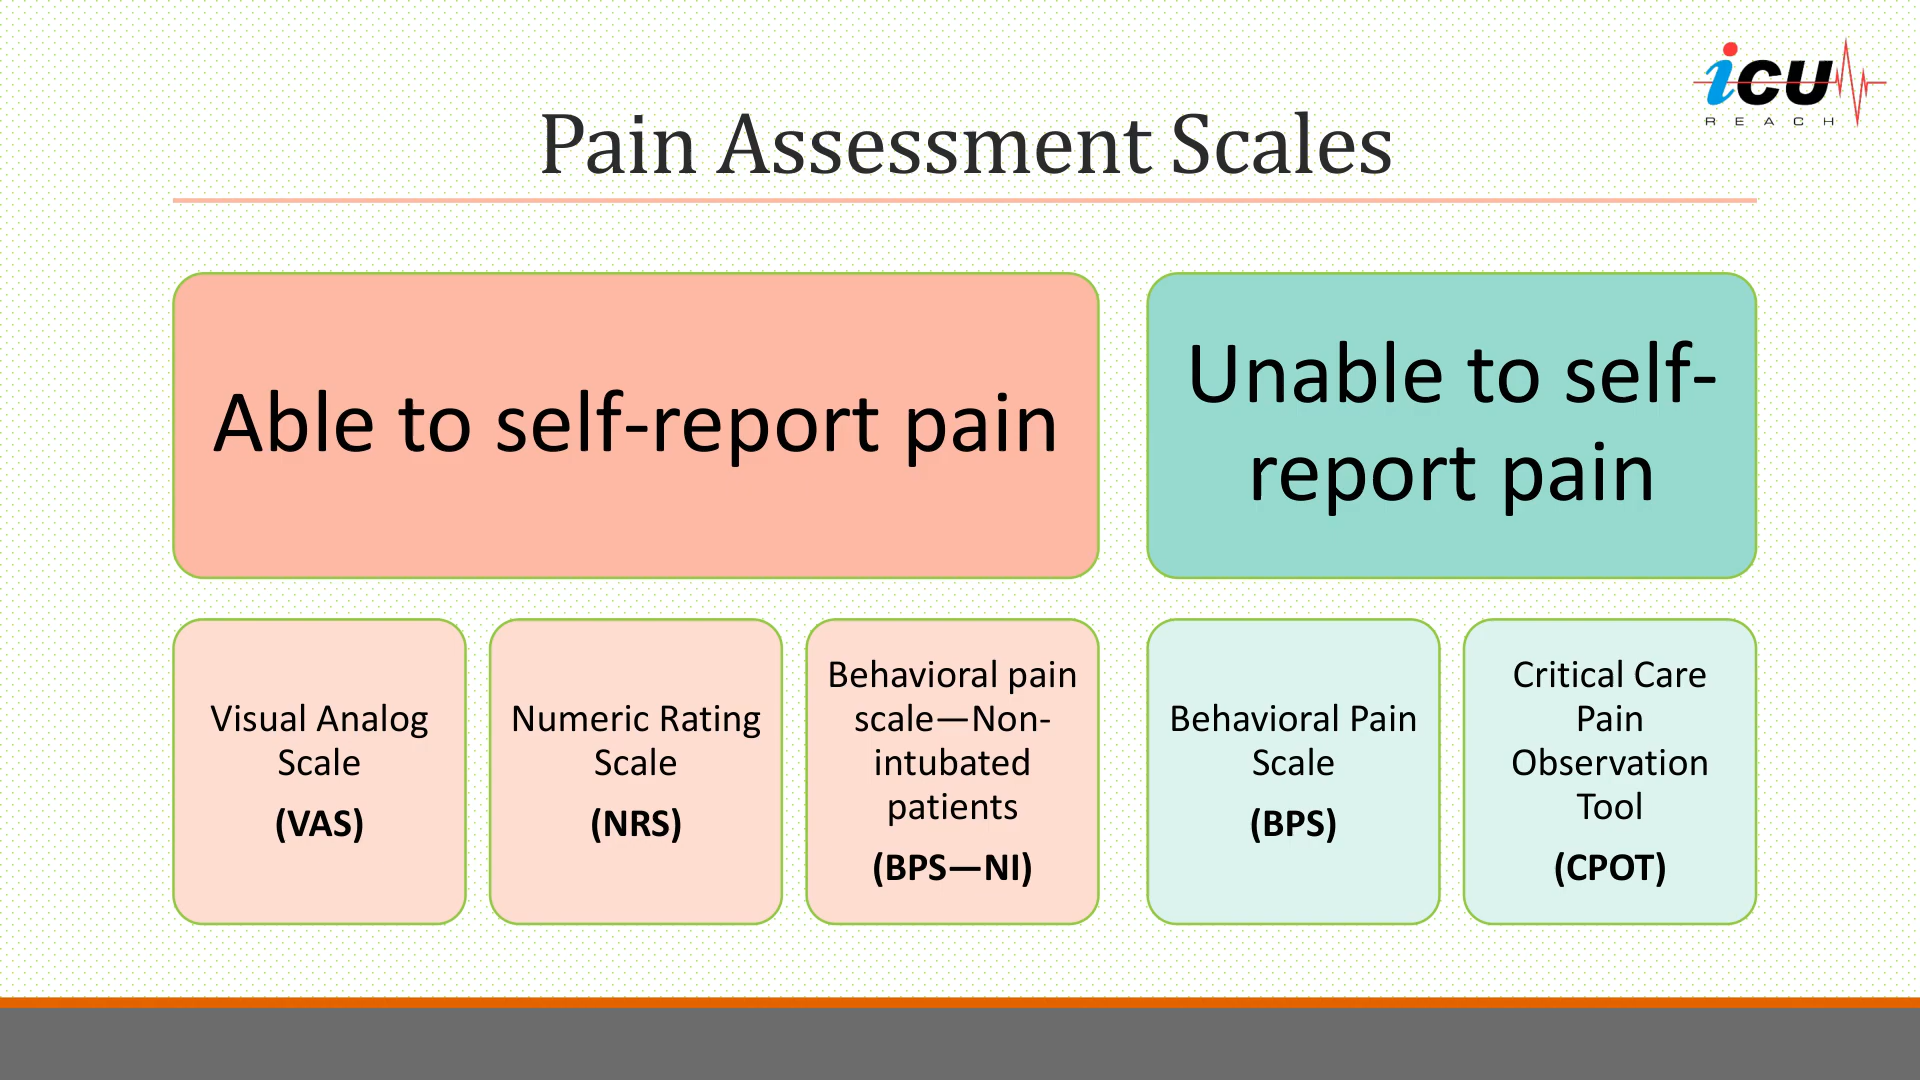 icu
REACH
Pain Assessment Scales
Able to self-report pain
Unable to self-
report pain
Visual Analog
Scale
(VAS)
Numeric Rating
Scale
(NRS)
Behavioral pain
scale—Non-
intubated
patients
(BPS—NI)
Behavioral Pain
Scale
(BPS)
Critical Care
Pain
Observation
Tool
(CPOT)